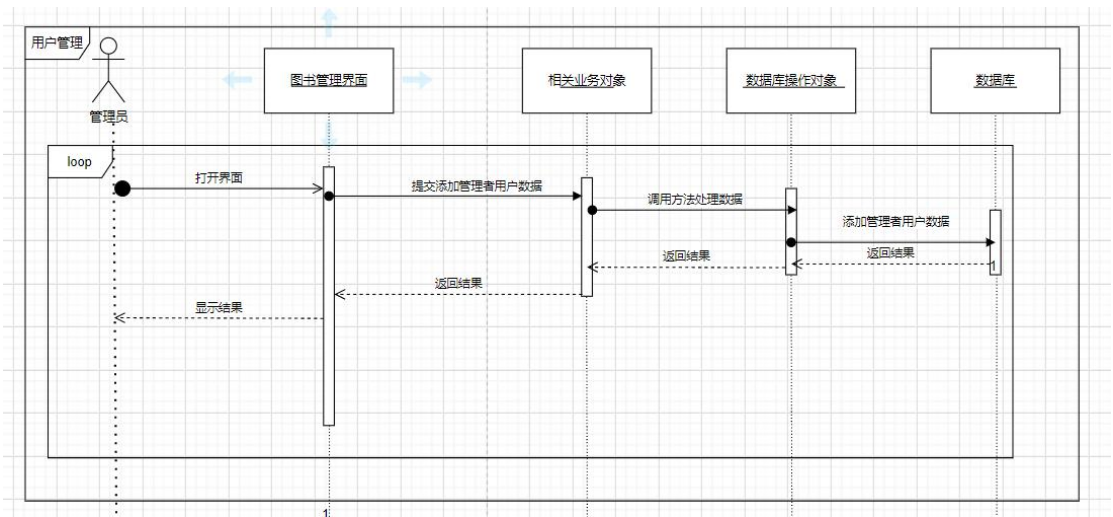 用户管理
图书管理界面
相关业务对象
数据库操作对象
数据库
管理员
loop
打开界面
提交添加管理者用户数据
调用方法处理数据
添加管理者用户数据
返回结果
返回结果
返回结果
显示结果
1
1